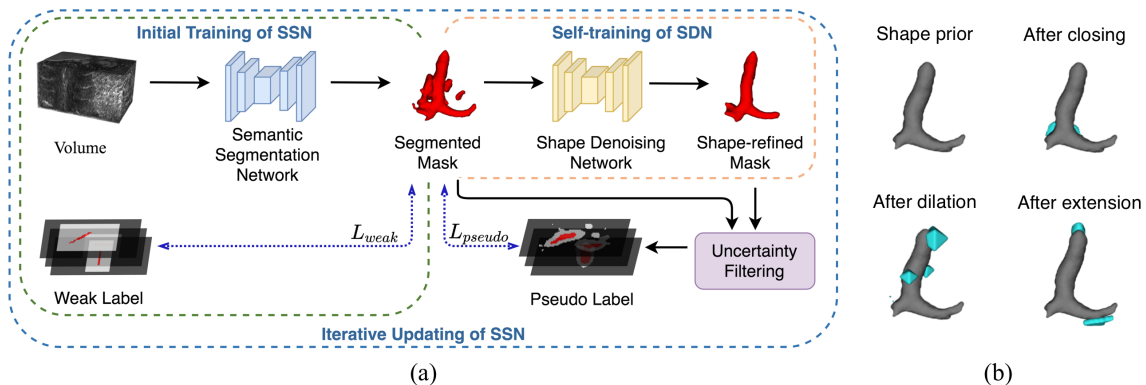 Initial Training of SSN
Self-training of SDN
Volume
Semantic
Segmentation
Network
Segmented
Mask
Shape Denoising
Network
Shape-refined
Mask
L_weak
L_pseudo
Weak Label
Pseudo Label
Uncertainty
Filtering
Iterative Updating of SSN
(a)
Shape prior
After closing
After dilation
After extension
(b)